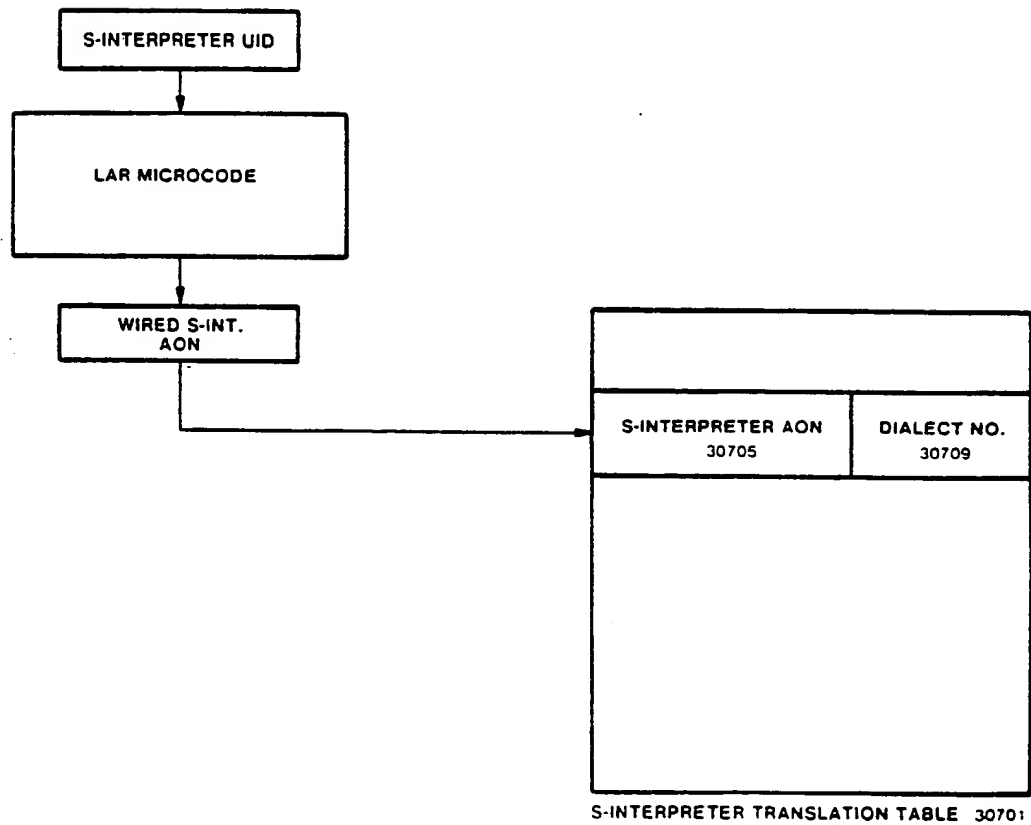 S-INTERPRETER UID
LAR MICROCODE
WIRED S-INT.
AON
S-INTERPRETER AON
30705
DIALECT NO.
30709
S-INTERPRETER TRANSLATION TABLE 30701